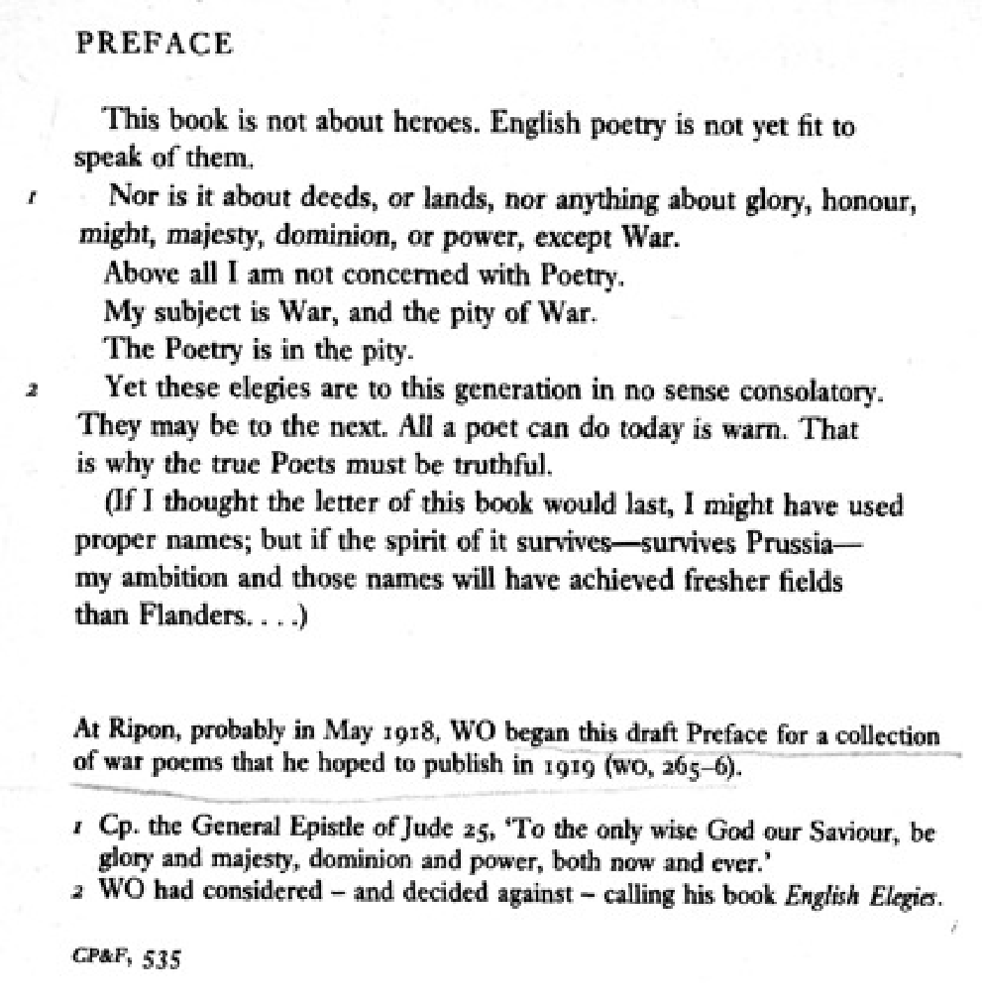 PREFACE
This book is not about heroes. English poetry is not yet fit to
speak of them.
1 Nor is it about deeds, or lands, nor anything about glory, honour,
might, majesty, dominion, or power, except War.
Above all I am not concerned with Poetry.
My subject is War, and the pity of War.
The Poetry is in the pity.
2 Yet these elegies are to this generation in no sense consolatory.
They may be to the next. All a poet can do today is warn. That
is why the true Poets must be truthful.
(If I thought the letter of this book would last, I might have used
proper names; but if the spirit of it survives—survives Prussia—
my ambition and those names will have achieved fresher fields
than Flanders. . . .)
At Ripon, probably in May 1918, WO began this draft Preface for a collection
of war poems that he hoped to publish in 1919 (WO, 265–6).
1 Cp. the General Epistle of Jude 25, ‘To the only wise God our Saviour, be
glory and majesty, dominion and power, both now and ever.’
2 WO had considered – and decided against – calling his book English Elegies.
CP&F, 535